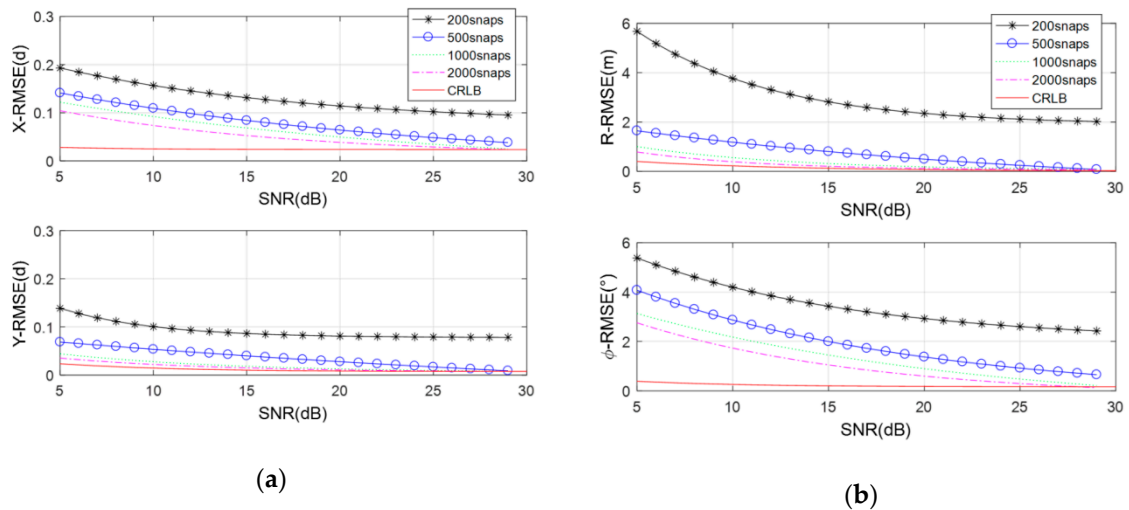 0.3
0.2
0.1
0
X-RMSE(d)
5
10
15
20
25
30
SNR(dB)
200snaps
500snaps
1000snaps
2000snaps
CRLB
0.3
0.2
0.1
0
Y-RMSE(d)
5
10
15
20
25
30
SNR(dB)
(a)
6
4
2
0
R-RMSE(m)
5
10
15
20
25
30
SNR(dB)
200snaps
500snaps
1000snaps
2000snaps
CRLB
6
4
2
0
ϕ-RMSE(°)
5
10
15
20
25
30
SNR(dB)
(b)